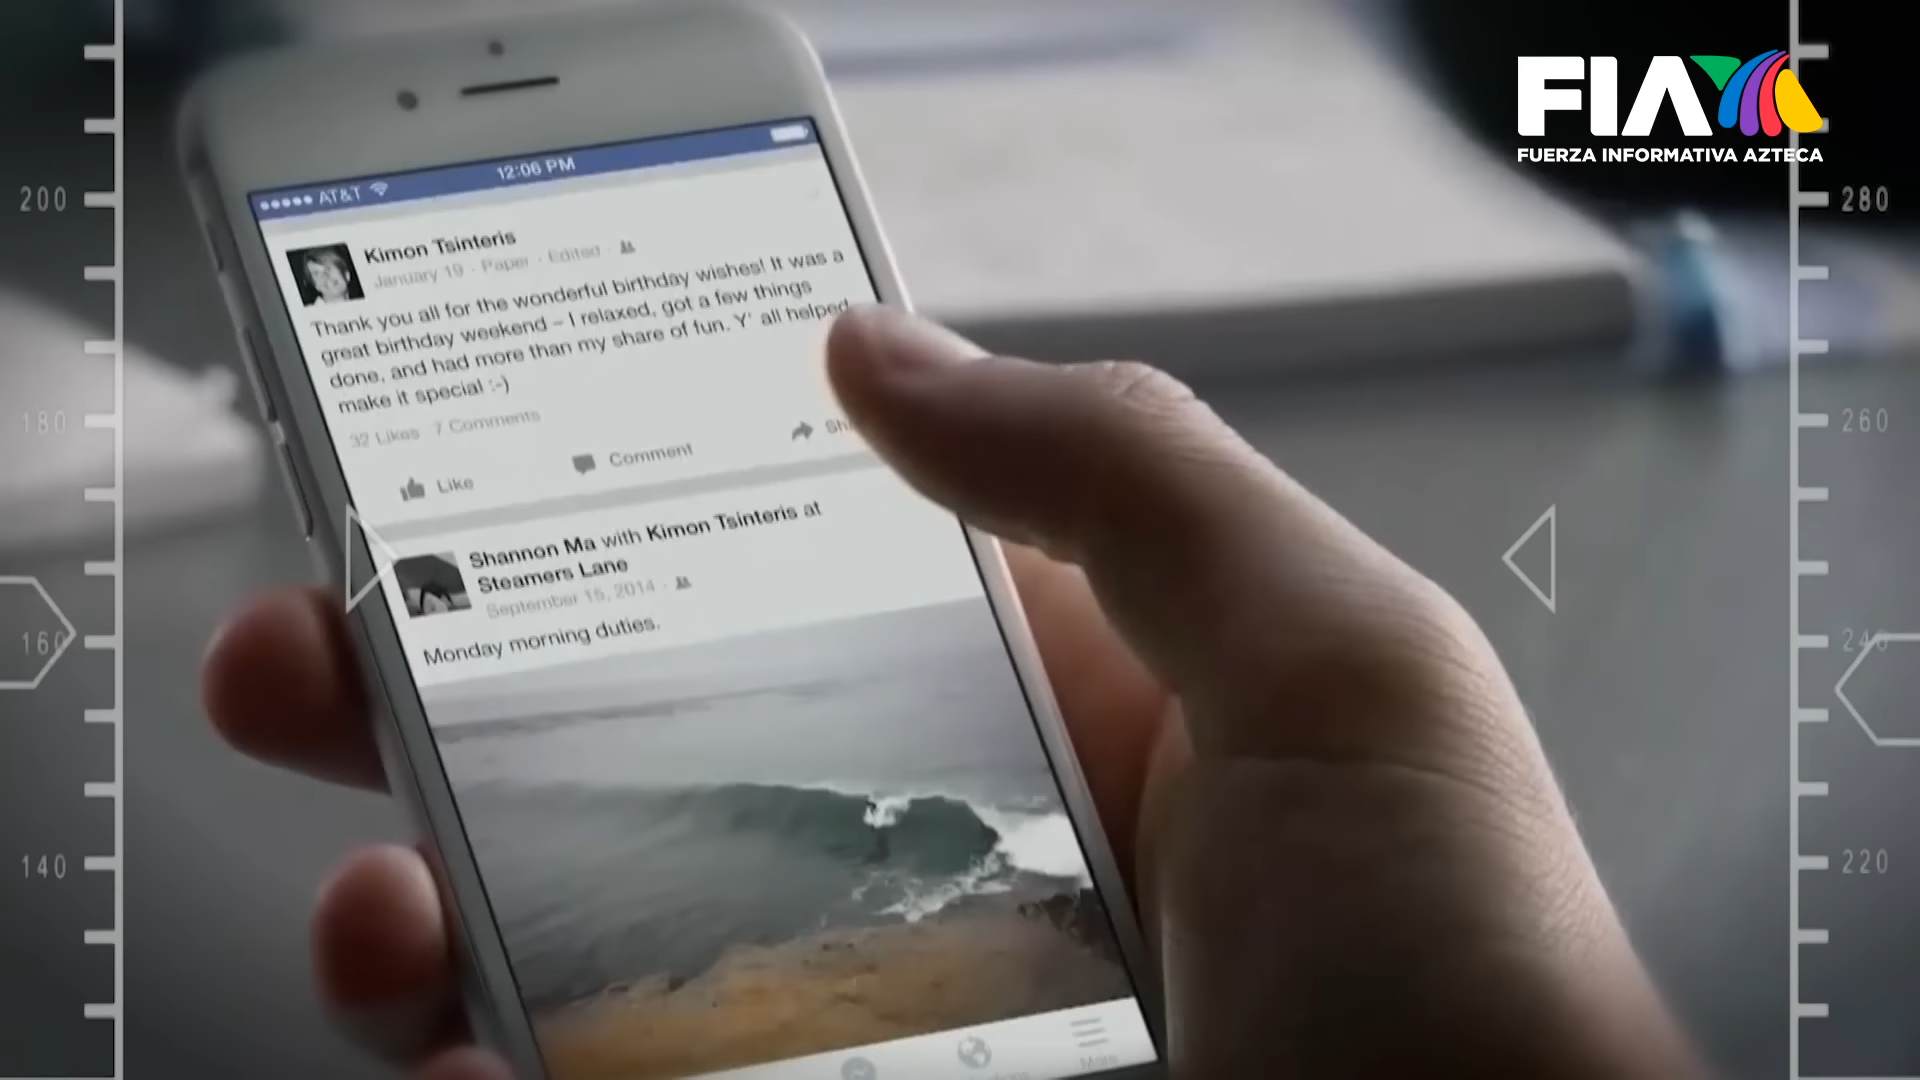 FIA
FUERZA INFORMATIVA AZTECA
200
180
160
140
280
260
240
220
AT&T
12:06 PM
Kimon Tsinteris
January 19 · Paper · Edited ·
Thank you all for the wonderful birthday wishes! It was a
great birthday weekend – I relaxed, got a few things
done, and had more than my share of fun. Y' all helped
make it special :-)
32 Likes 7 Comments
Like
Comment
Sh
Shannon Ma with Kimon Tsinteris at
Steamers Lane
September 15, 2014 ·
Monday morning duties.
More